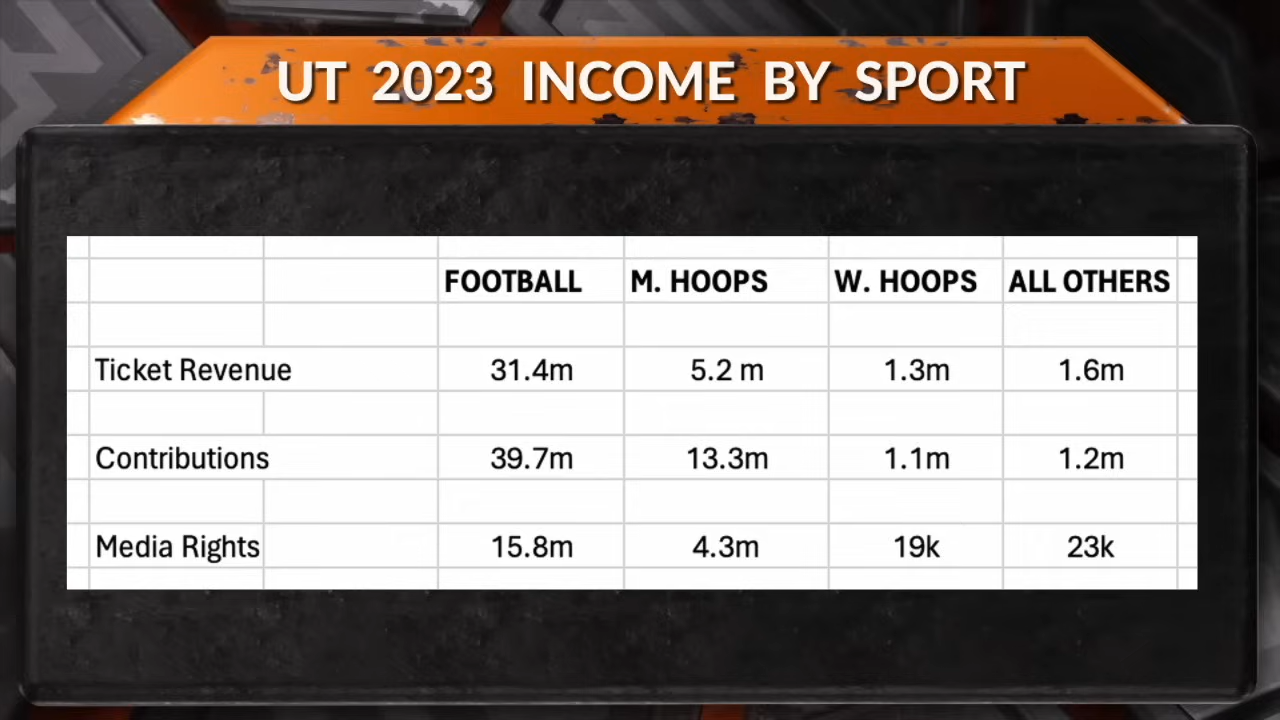 UT 2023 INCOME BY SPORT
FOOTBALL M. HOOPS W. HOOPS ALL OTHERS
Ticket Revenue 31.4m 5.2 m 1.3m 1.6m
Contributions 39.7m 13.3m 1.1m 1.2m
Media Rights 15.8m 4.3m 19k 23k